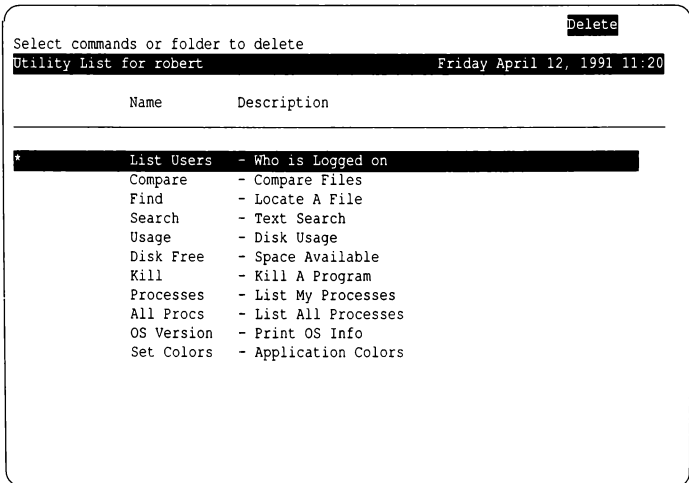 Delete
Select commands or folder to delete
Utility List for robert Friday April 12, 1991 11:20
Name Description
* List Users - Who is Logged on
Compare - Compare Files
Find - Locate A File
Search - Text Search
Usage - Disk Usage
Disk Free - Space Available
Kill - Kill A Program
Processes - List My Processes
All Procs - List All Processes
OS Version - Print OS Info
Set Colors - Application Colors